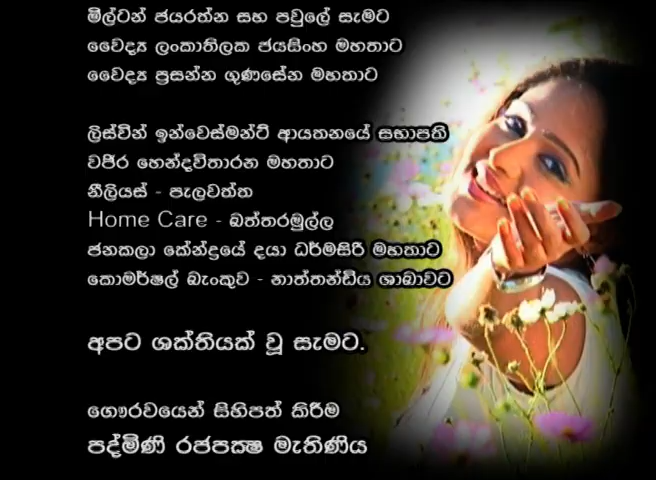 මිල්ටන් ජයරත්න සහ පවුලේ සැමට
වෛද්‍ය ලංකාතිලක ජයසිංහ මහතාට
වෛද්‍ය ප්‍රසන්න ගුණසේන මහතාට
ලිස්වින් ඉන්වෙස්මන්ට් ආයතනයේ සභාපති
වජිර හෙන්දවිතාරන මහතාට
නීලියස් - පැලවත්ත
Home Care - බත්තරමුල්ල
ජනකලා කේන්ද්‍රයේ දයා ධර්මසිරි මහතාට
කොමර්ෂල් බැංකුව - නාත්තන්ඩිය ශාඛාවට
අපට ශක්තියක් වූ සැමට.
ගෞරවයෙන් සිහිපත් කිරීම
පද්මිණි රජපක්‍ෂ මැතිණිය